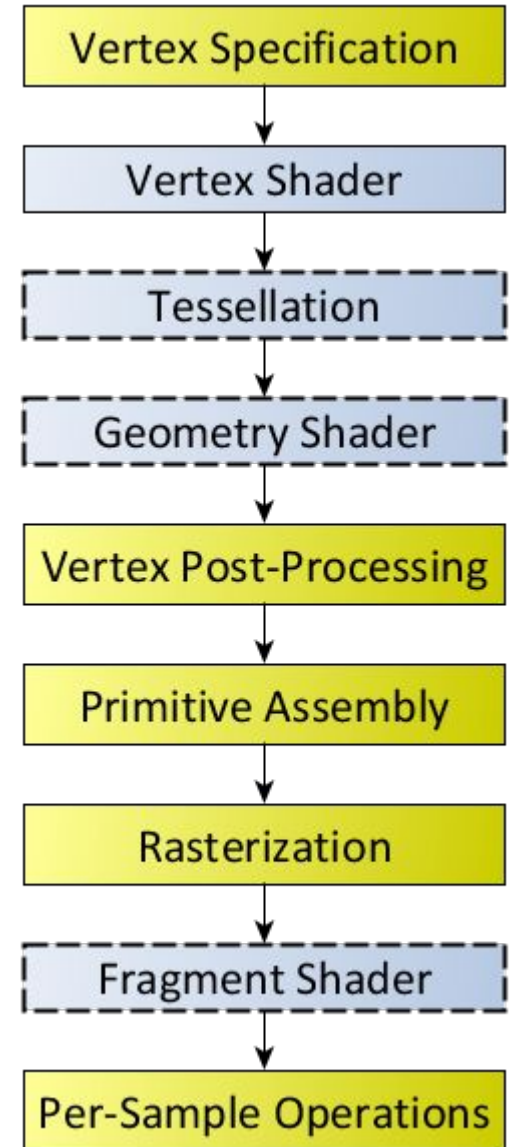 Vertex Specification
Vertex Shader
Tessellation
Geometry Shader
Vertex Post-Processing
Primitive Assembly
Rasterization
Fragment Shader
Per-Sample Operations